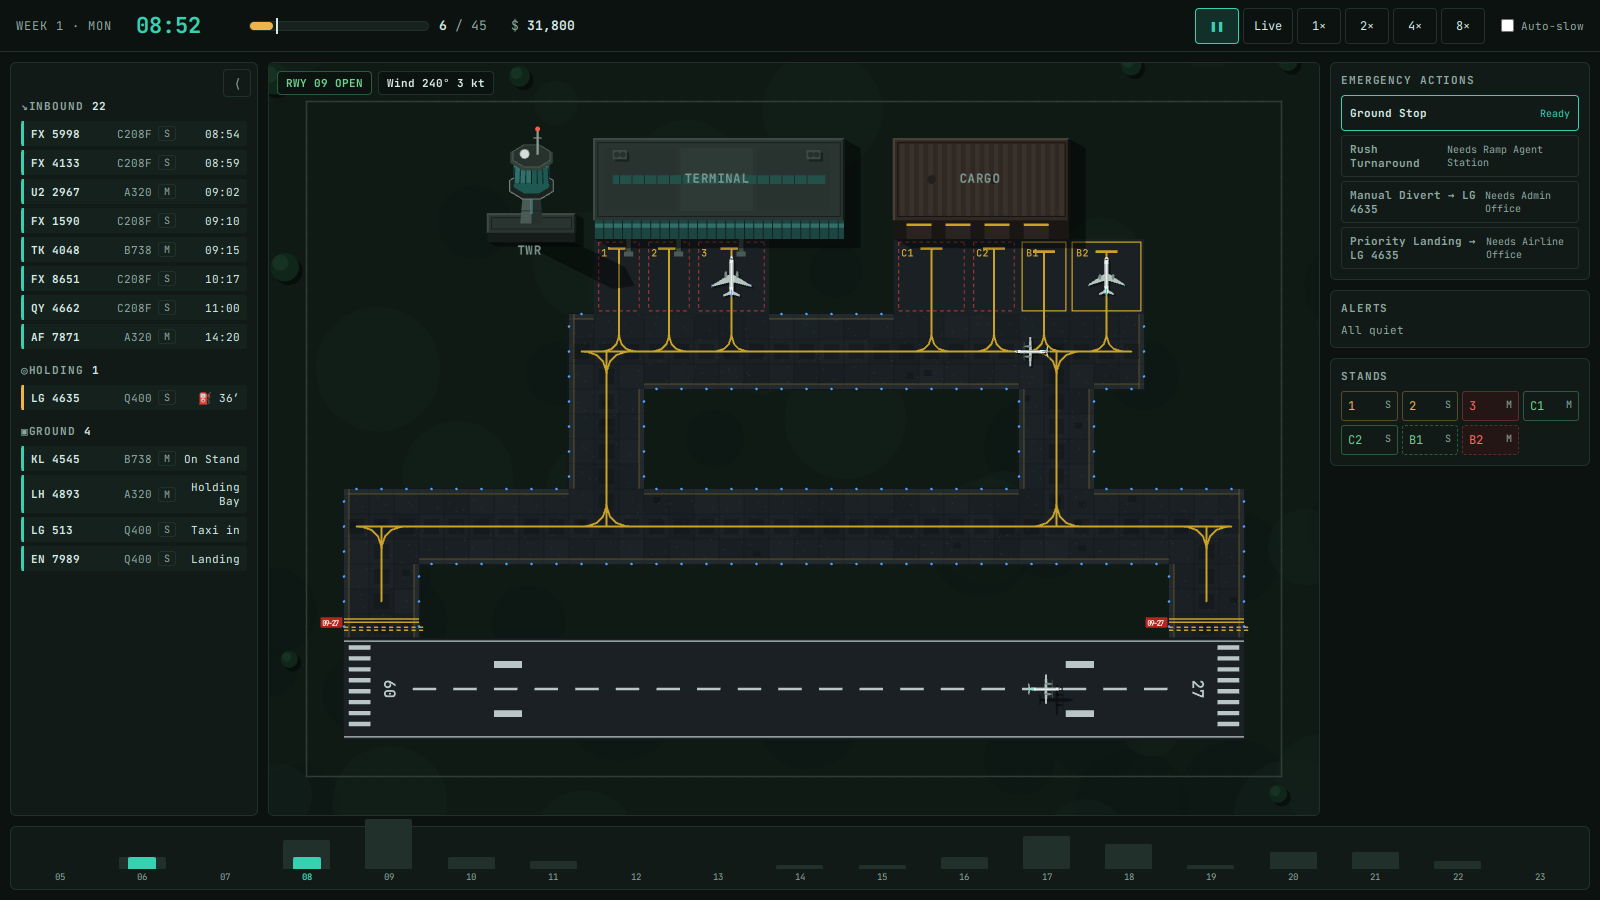 WEEK 1 · MON 08:52 6 / 45 $ 31,800 Live 1× 2× 4× 8× Auto-slow
INBOUND 22
FX 5998 C208F S 08:54
FX 4133 C208F S 08:59
U2 2967 A320 M 09:02
FX 1590 C208F S 09:10
TK 4048 B738 M 09:15
FX 8651 C208F S 10:17
QY 4662 C208F S 11:00
AF 7871 A320 M 14:20
HOLDING 1
LG 4635 Q400 S 36′
GROUND 4
KL 4545 B738 M On Stand
LH 4893 A320 M Holding Bay
LG 513 Q400 S Taxi in
EN 7989 Q400 S Landing
RWY 09 OPEN Wind 240° 3 kt
TERMINAL CARGO
TWR
1 2 3 C1 C2 B1 B2
09-27 09-27
09 27
EMERGENCY ACTIONS
Ground Stop Ready
Rush Turnaround Needs Ramp Agent Station
Manual Divert → LG 4635 Needs Admin Office
Priority Landing → LG 4635 Needs Airline Office
ALERTS
All quiet
STANDS
1 S 2 S 3 M C1 M
C2 S B1 S B2 M
05 06 07 08 09 10 11 12 13 14 15 16 17 18 19 20 21 22 23